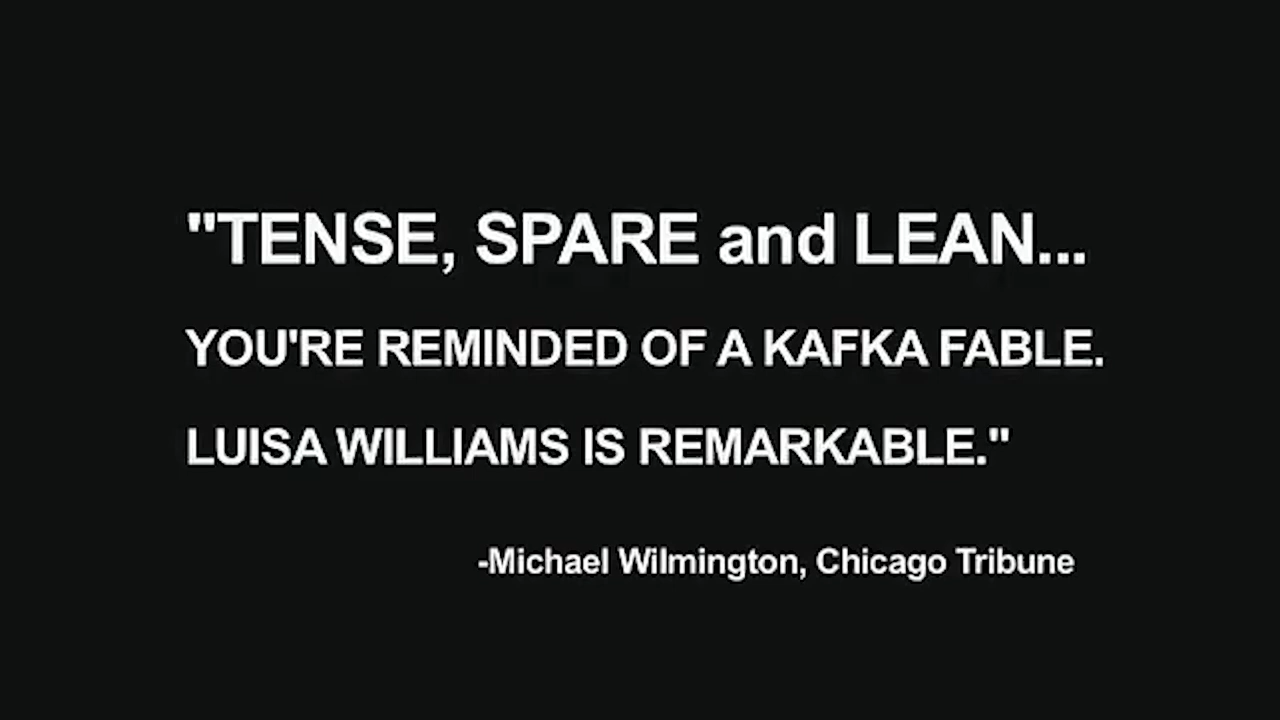 "TENSE, SPARE and LEAN...
YOU'RE REMINDED OF A KAFKA FABLE.
LUISA WILLIAMS IS REMARKABLE."
-Michael Wilmington, Chicago Tribune